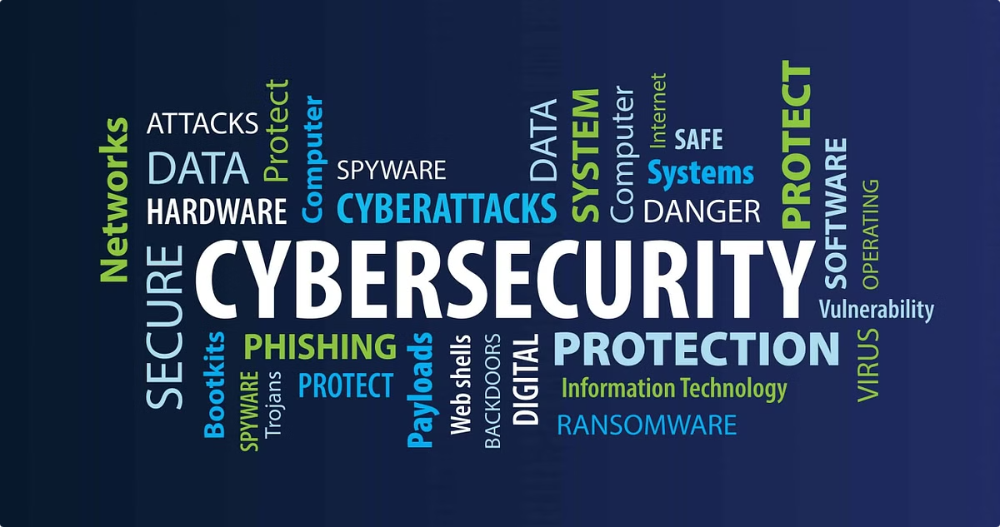 Networks
ATTACKS
DATA
HARDWARE
Protect
Computer
SPYWARE
CYBERATTACKS
DATA
SYSTEM
Computer
Internet
SAFE
Systems
DANGER
PROTECT
SOFTWARE
OPERATING
SECURE
CYBERSECURITY
Vulnerability
Bootkits
PHISHING
SPYWARE
Trojans
PROTECT
Payloads
Web shells
BACKDOORS
DIGITAL
PROTECTION
Information Technology
RANSOMWARE
VIRUS